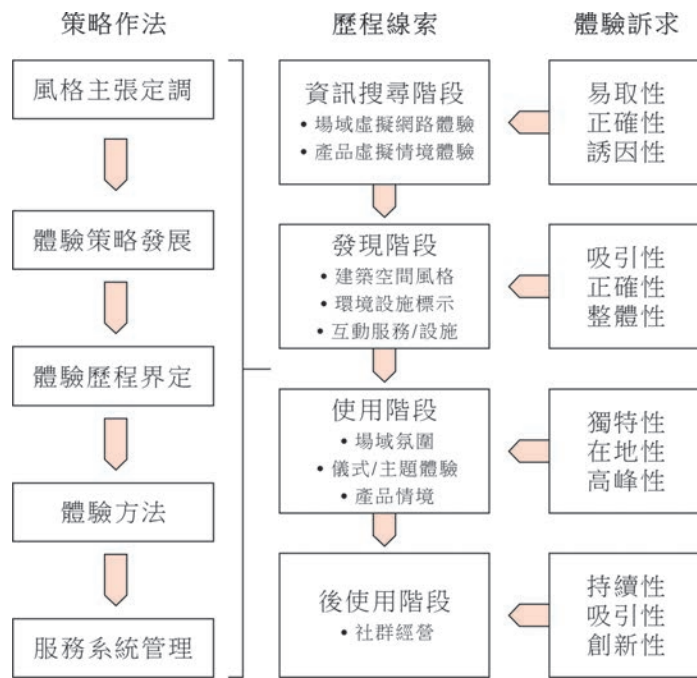 策略作法
風格主張定調
體驗策略發展
體驗歷程界定
體驗方法
服務系統管理
歷程線索
資訊搜尋階段
• 場域虛擬網路體驗
• 產品虛擬情境體驗
發現階段
• 建築空間風格
• 環境設施標示
• 互動服務/設施
使用階段
• 場域氛圍
• 儀式/主題體驗
• 產品情境
後使用階段
• 社群經營
體驗訴求
易取性
正確性
誘因性
吸引性
正確性
整體性
獨特性
在地性
高峰性
持續性
吸引性
創新性